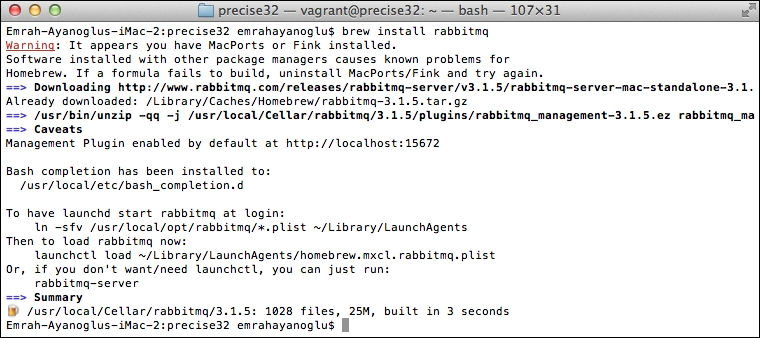 precise32 — vagrant@precise32: ~ — bash — 107×31
Emrah-Ayanoglus-iMac-2:precise32 emrahayanoglu$ brew install rabbitmq
Warning: It appears you have MacPorts or Fink installed.
Software installed with other package managers causes known problems for
Homebrew. If a formula fails to build, uninstall MacPorts/Fink and try again.
==> Downloading http://www.rabbitmq.com/releases/rabbitmq-server/v3.1.5/rabbitmq-server-mac-standalone-3.1.
Already downloaded: /Library/Caches/Homebrew/rabbitmq-3.1.5.tar.gz
==> /usr/bin/unzip -qq -j /usr/local/Cellar/rabbitmq/3.1.5/plugins/rabbitmq_management-3.1.5.ez rabbitmq_ma
==> Caveats
Management Plugin enabled by default at http://localhost:15672
Bash completion has been installed to:
/usr/local/etc/bash_completion.d
To have launchd start rabbitmq at login:
ln -sfv /usr/local/opt/rabbitmq/*.plist ~/Library/LaunchAgents
Then to load rabbitmq now:
launchctl load ~/Library/LaunchAgents/homebrew.mxcl.rabbitmq.plist
Or, if you don't want/need launchctl, you can just run:
rabbitmq-server
==> Summary
🍺 /usr/local/Cellar/rabbitmq/3.1.5: 1028 files, 25M, built in 3 seconds
Emrah-Ayanoglus-iMac-2:precise32 emrahayanoglu$